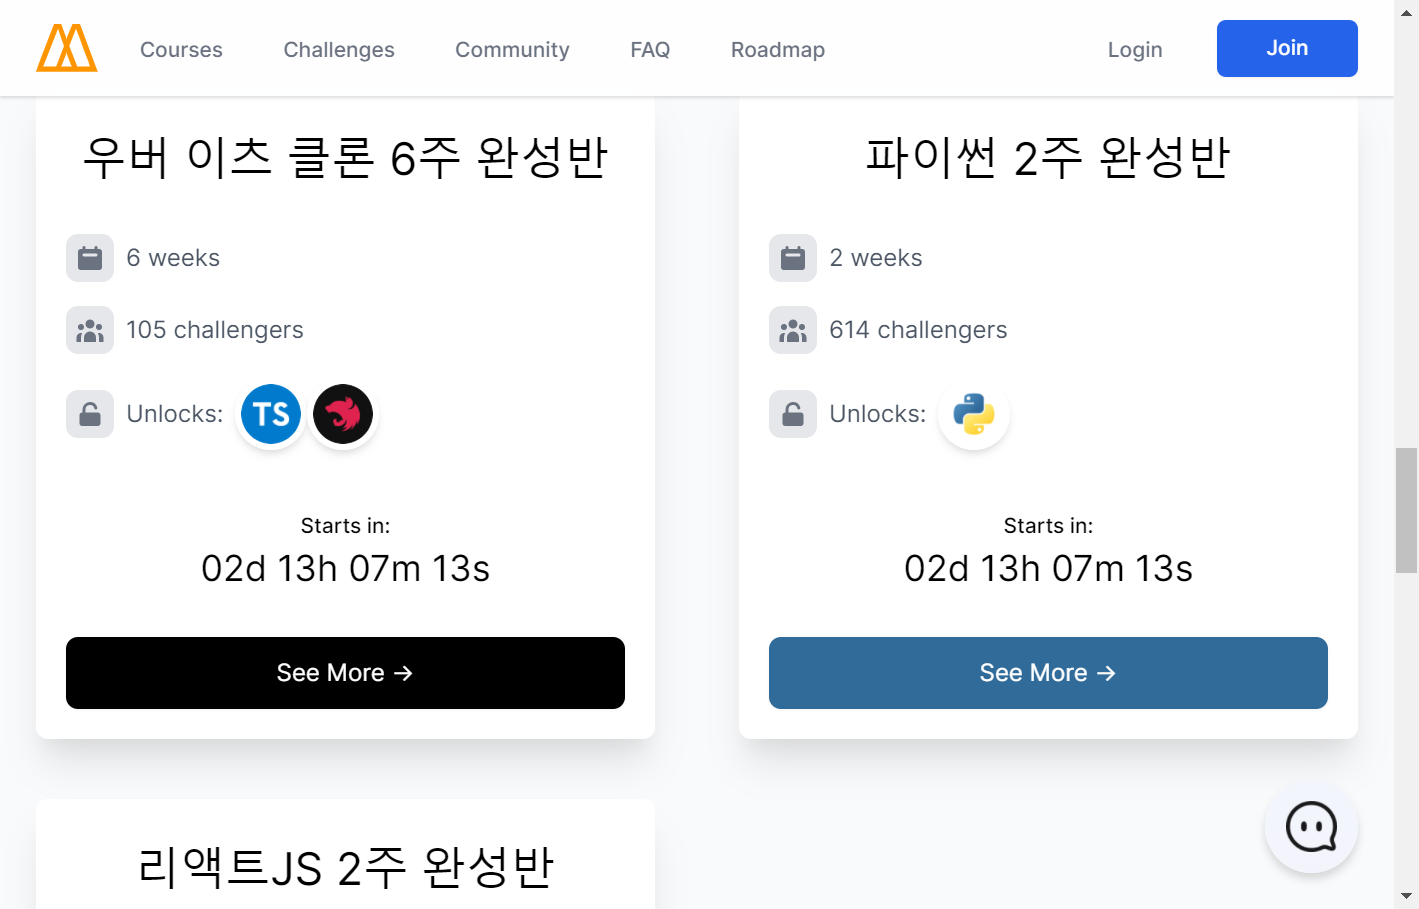 Courses Challenges Community FAQ Roadmap Login Join
우버 이츠 클론 6주 완성반
6 weeks
105 challengers
Unlocks: TS
Starts in:
02d 13h 07m 13s
See More →
파이썬 2주 완성반
2 weeks
614 challengers
Unlocks:
Starts in:
02d 13h 07m 13s
See More →
리액트JS 2주 완성반